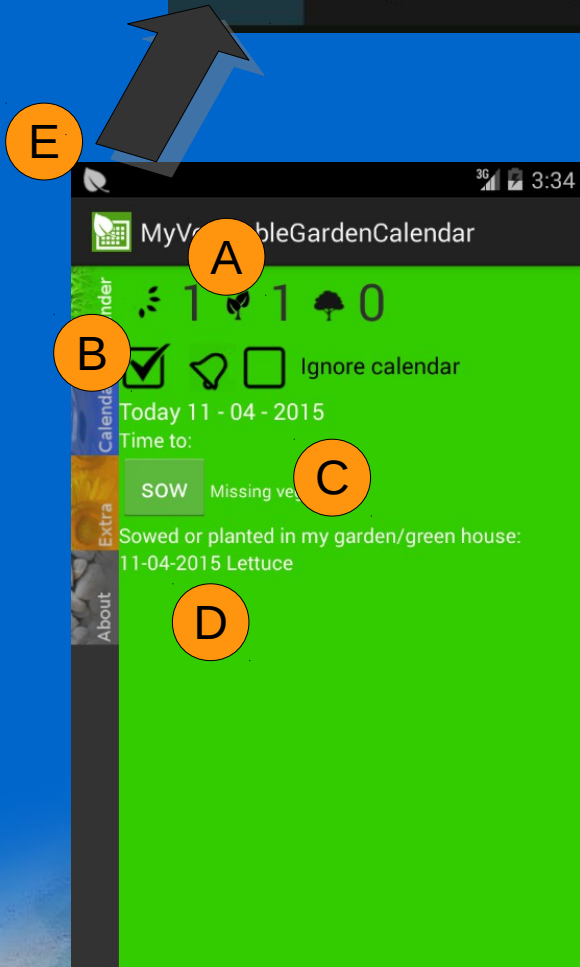 E
3G 3:34
MyV bleGardenCalendar
A
1 1 0
B
Ignore calendar
Today 11 - 04 - 2015
Time to:
sow Missing
C
Sowed or planted in my garden/green house:
11-04-2015 Lettuce
D
Extra
About